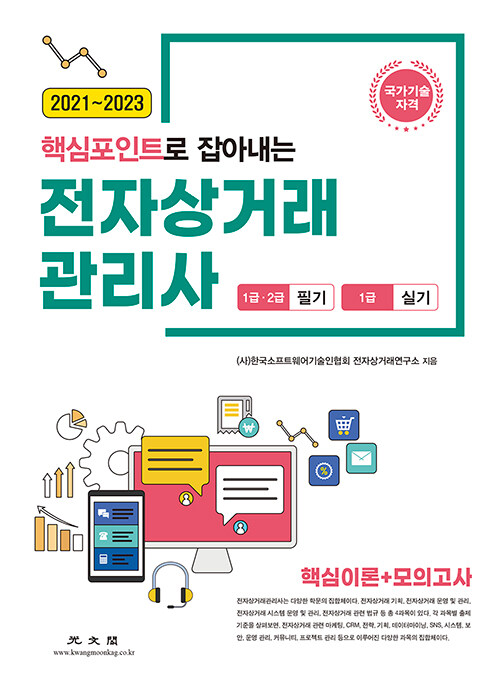 2021~2023
국가기술
자격
핵심포인트로 잡아내는
전자상거래
관리사
1급·2급 필기
1급 실기
(사)한국소프트웨어기술인협회 전자상거래연구소 지음
핵심이론+모의고사
전자상거래관리사는 다양한 학문의 집합체이다. 전자상거래 기획, 전자상거래 운영 및 관리,
전자상거래 시스템 운영 및 관리, 전자상거래 관련 법규 등 총 4과목이 있다. 각 과목별 출제
기준을 살펴보면, 전자상거래 관련 마케팅, CRM, 전략, 기획, 데이터마이닝, SNS, 시스템, 보
안, 운영 관리, 커뮤니티, 프로젝트 관리 등으로 이루어진 다양한 과목의 집합체이다.
光文閣
www.kwangmoonkag.co.kr